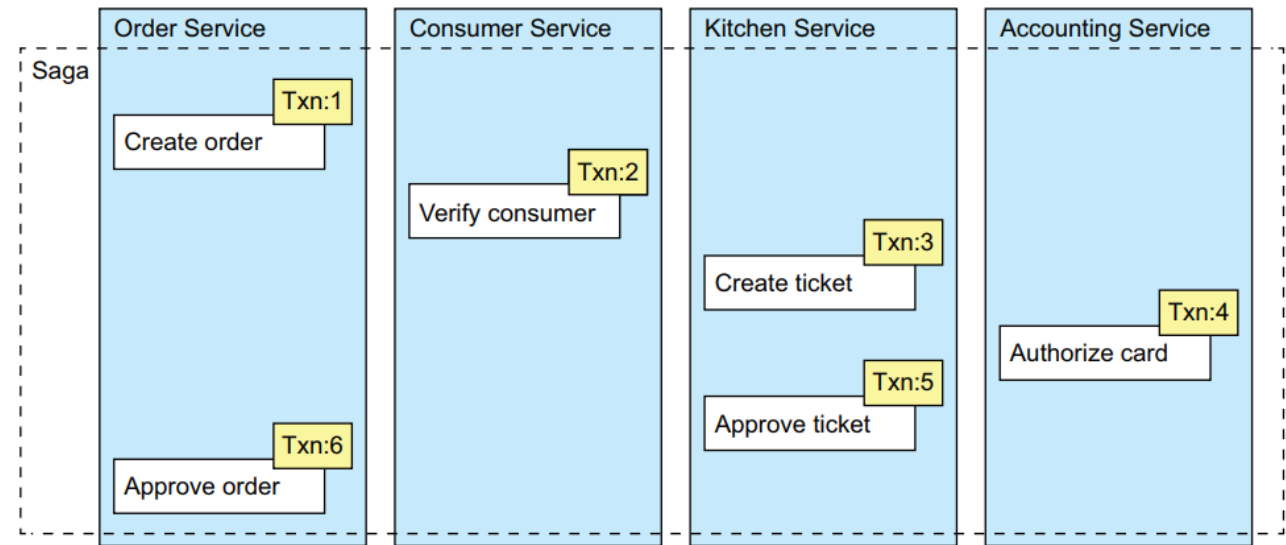 Order Service
Consumer Service
Kitchen Service
Accounting Service
Saga
Txn:1
Create order
Txn:2
Verify consumer
Txn:3
Create ticket
Txn:4
Authorize card
Txn:5
Approve ticket
Txn:6
Approve order